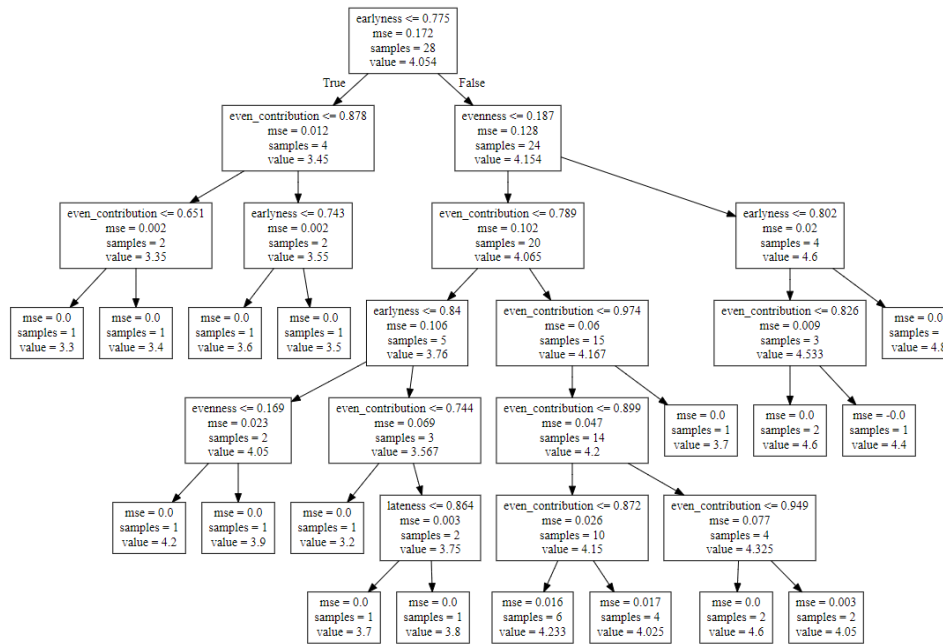 earlyness <= 0.775
mse = 0.172
samples = 28
value = 4.054
True
False
even_contribution <= 0.878
mse = 0.012
samples = 4
value = 3.45
evenness <= 0.187
mse = 0.128
samples = 24
value = 4.154
even_contribution <= 0.651
mse = 0.002
samples = 2
value = 3.35
earlyness <= 0.743
mse = 0.002
samples = 2
value = 3.55
even_contribution <= 0.789
mse = 0.102
samples = 20
value = 4.065
earlyness <= 0.802
mse = 0.02
samples = 4
value = 4.6
mse = 0.0
samples = 1
value = 3.3
mse = 0.0
samples = 1
value = 3.4
mse = 0.0
samples = 1
value = 3.6
mse = 0.0
samples = 1
value = 3.5
earlyness <= 0.84
mse = 0.106
samples = 5
value = 3.76
even_contribution <= 0.974
mse = 0.06
samples = 15
value = 4.167
even_contribution <= 0.826
mse = 0.009
samples = 3
value = 4.533
mse = 0.0
samples =
value = 4.8
evenness <= 0.169
mse = 0.023
samples = 2
value = 4.05
even_contribution <= 0.744
mse = 0.069
samples = 3
value = 3.567
even_contribution <= 0.899
mse = 0.047
samples = 14
value = 4.2
mse = 0.0
samples = 1
value = 3.7
mse = 0.0
samples = 2
value = 4.6
mse = -0.0
samples = 1
value = 4.4
mse = 0.0
samples = 1
value = 4.2
mse = 0.0
samples = 1
value = 3.9
mse = 0.0
samples = 1
value = 3.2
lateness <= 0.864
mse = 0.003
samples = 2
value = 3.75
even_contribution <= 0.872
mse = 0.026
samples = 10
value = 4.15
even_contribution <= 0.949
mse = 0.077
samples = 4
value = 4.325
mse = 0.0
samples = 1
value = 3.7
mse = 0.0
samples = 1
value = 3.8
mse = 0.016
samples = 6
value = 4.233
mse = 0.017
samples = 4
value = 4.025
mse = 0.0
samples = 2
value = 4.6
mse = 0.003
samples = 2
value = 4.05